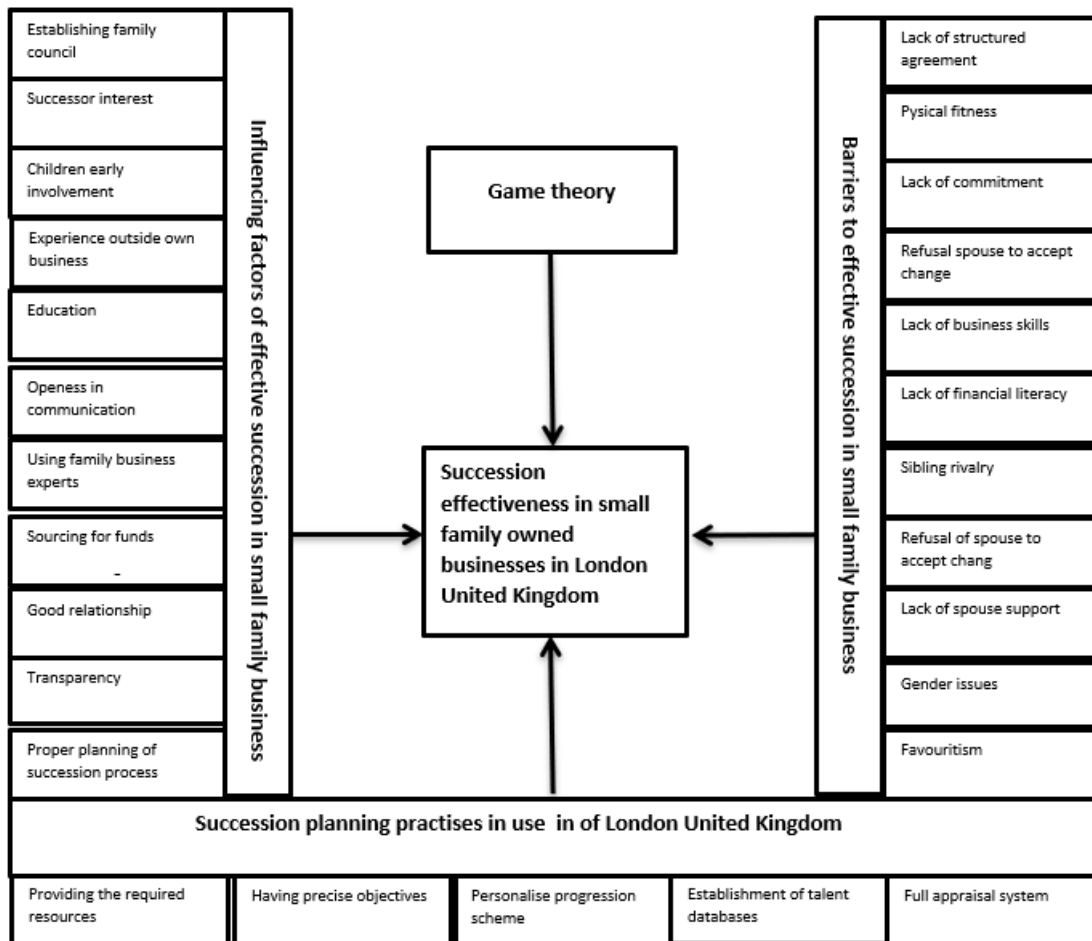 Establishing family
council
Successor interest
Children early
involvement
Experience outside own
business
Education
Openess in
communication
Using family business
experts
Sourcing for funds
-
Good relationship
Transparency
Proper planning of
succession process
Influencing factors of effective succession in small family business
Game theory
Succession
effectiveness in small
family owned
businesses in London
United Kingdom
Barriers to effective succession in small family business
Lack of structured
agreement
Pysical fitness
Lack of commitment
Refusal spouse to accept
change
Lack of business skills
Lack of financial literacy
Sibling rivalry
Refusal of spouse to
accept chang
Lack of spouse support
Gender issues
Favouritism
Succession planning practises in use in of London United Kingdom
Providing the required
resources
Having precise objectives
Personalise progression
scheme
Establishment of talent
databases
Full appraisal system